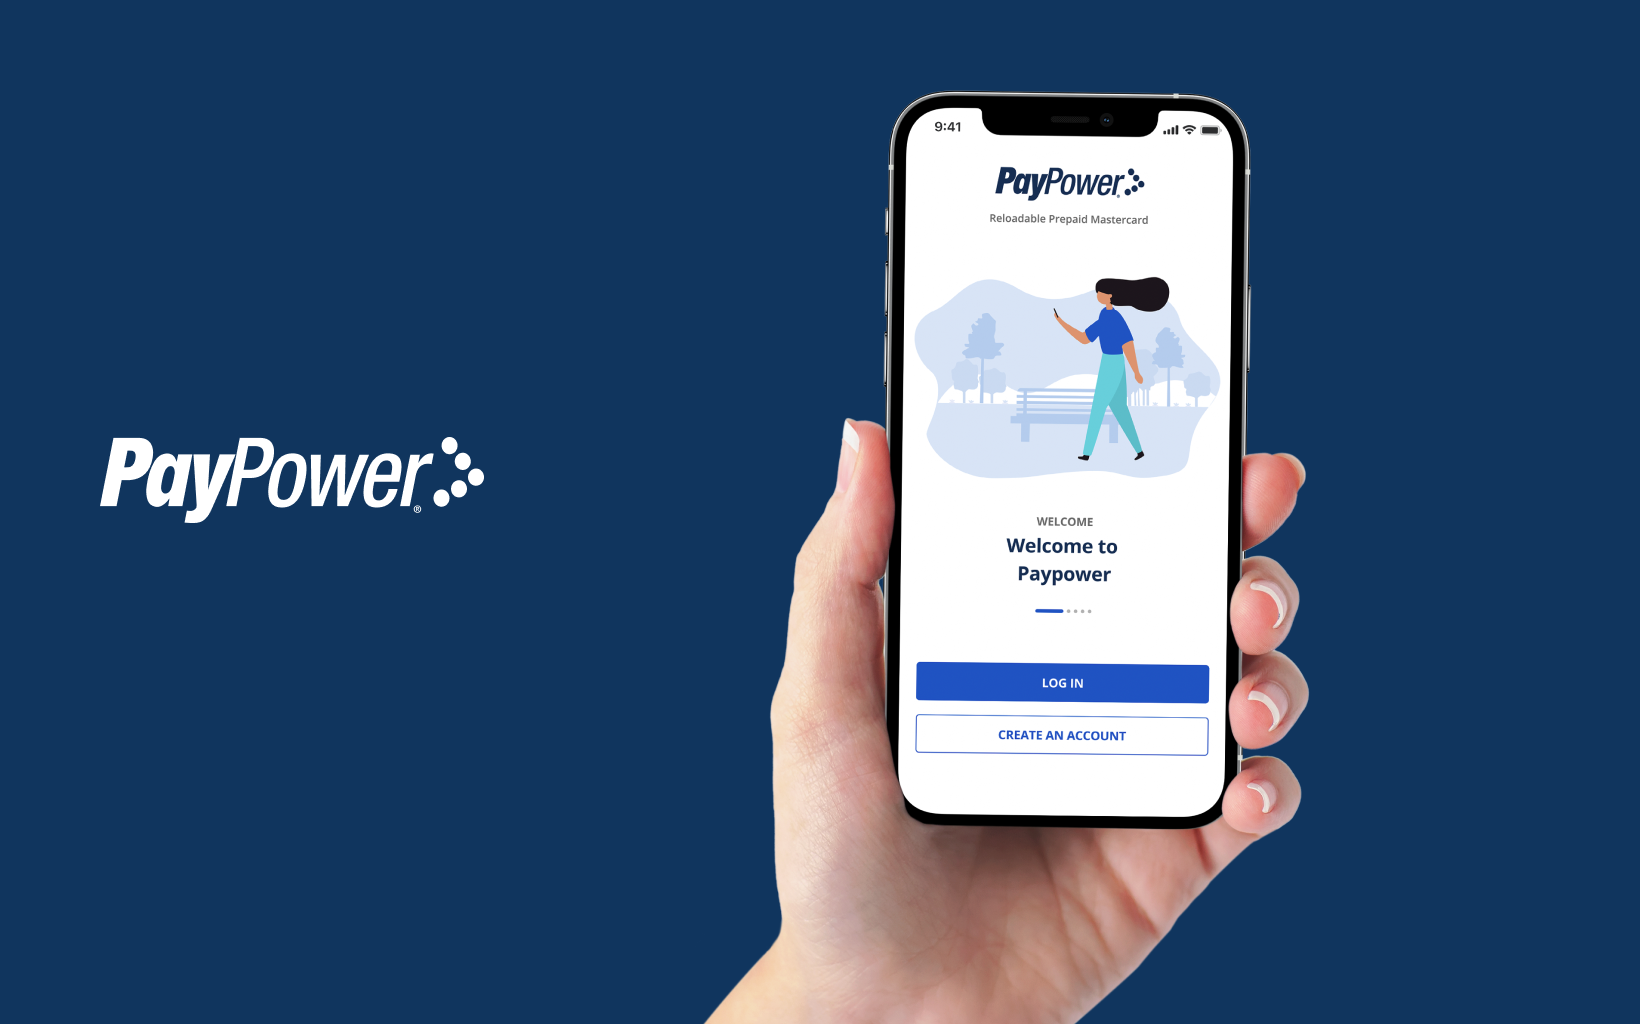 PayPower®
9:41
PayPower
Reloadable Prepaid Mastercard
WELCOME
Welcome to
Paypower
LOG IN
CREATE AN ACCOUNT